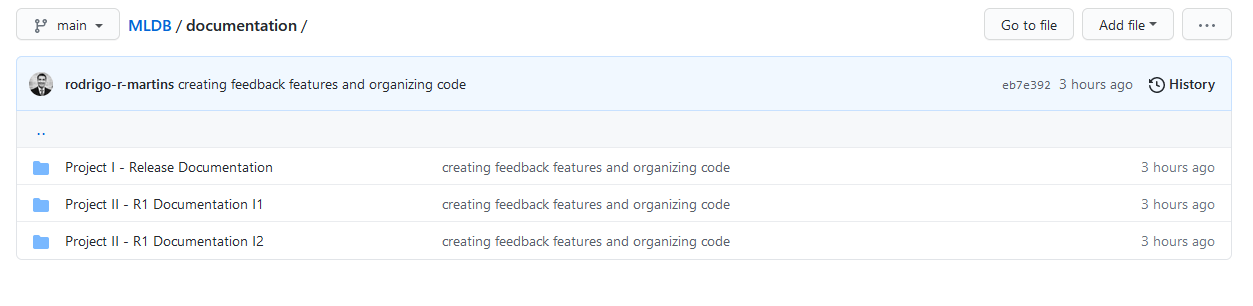 main MLDB / documentation / Go to file Add file ...
rodrigo-r-martins creating feedback features and organizing code eb7e392 3 hours ago History
..
Project I - Release Documentation creating feedback features and organizing code 3 hours ago
Project II - R1 Documentation I1 creating feedback features and organizing code 3 hours ago
Project II - R1 Documentation I2 creating feedback features and organizing code 3 hours ago